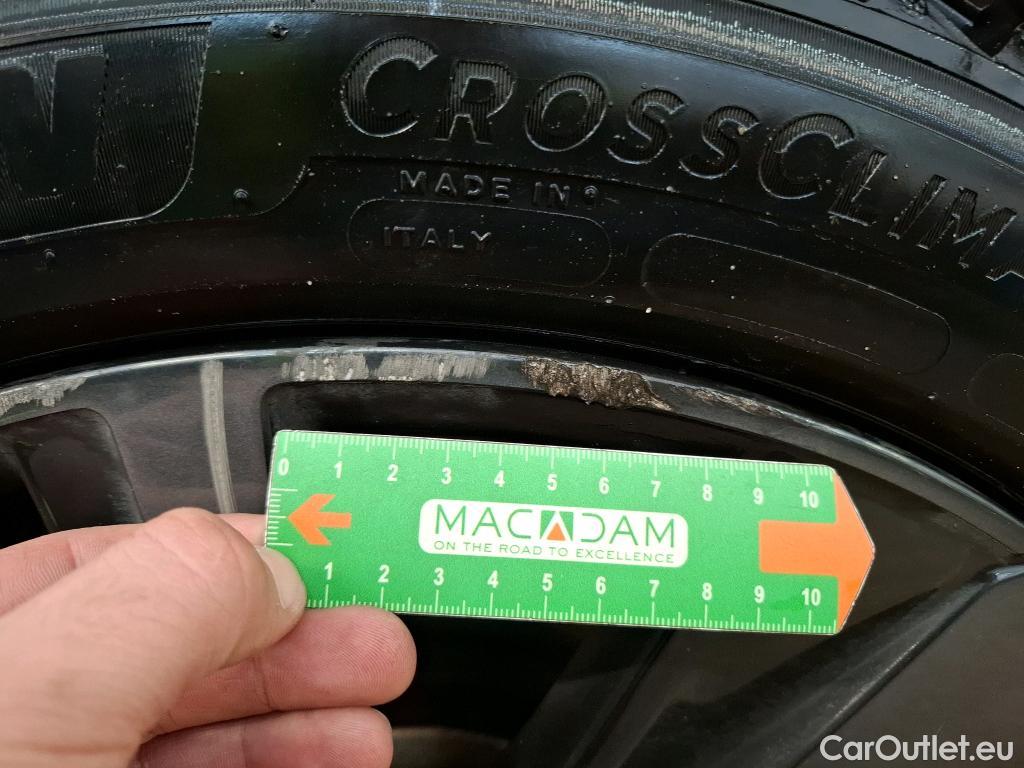 CROSSCLIMA
MADE IN
ITALY
0 1 2 3 4 5 6 7 8 9 10
MACADAM
ON THE ROAD TO EXCELLENCE
1 2 3 4 5 6 7 8 9 10
CarOutlet.eu